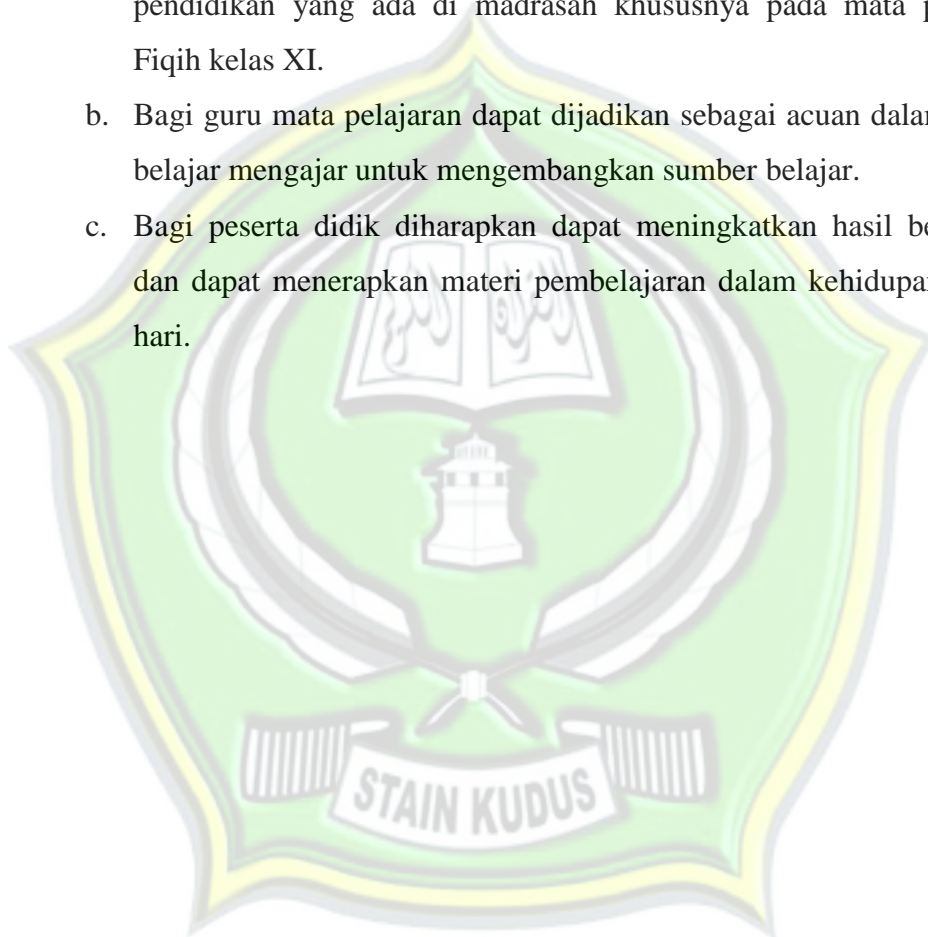 pendidikan yang ada di madrasah khususnya pada mata
Fiqih kelas XI.
b. Bagi guru mata pelajaran dapat dijadikan sebagai acuan
belajar mengajar untuk mengembangkan sumber belajar.
c. Bagi peserta didik diharapkan dapat meningkatkan hasil
dan dapat menerapkan materi pembelajaran dalam
hari.
STAIN KUDUS